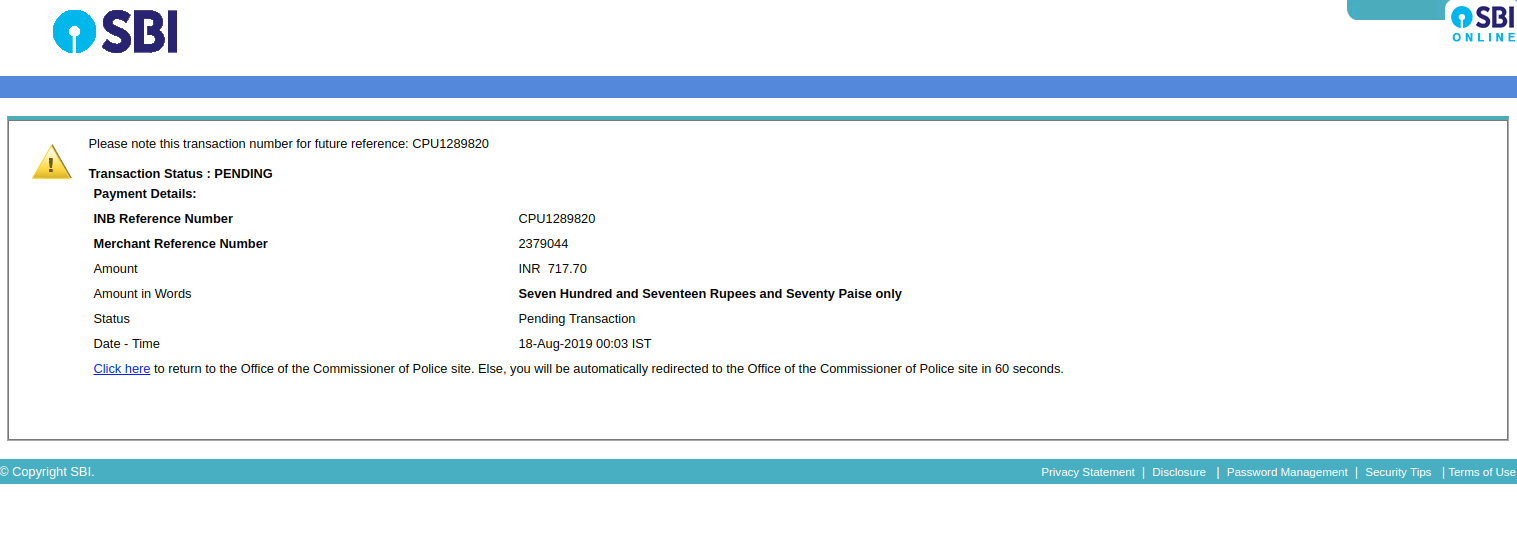 SBI
SBI
ONLINE
Please note this transaction number for future reference: CPU1289820
Transaction Status : PENDING
Payment Details:
INB Reference Number CPU1289820
Merchant Reference Number 2379044
Amount INR  717.70
Amount in Words Seven Hundred and Seventeen Rupees and Seventy Paise only
Status Pending Transaction
Date - Time 18-Aug-2019 00:03 IST
Click here to return to the Office of the Commissioner of Police site. Else, you will be automatically redirected to the Office of the Commissioner of Police site in 60 seconds.
© Copyright SBI. Privacy Statement | Disclosure | Password Management | Security Tips | Terms of Use